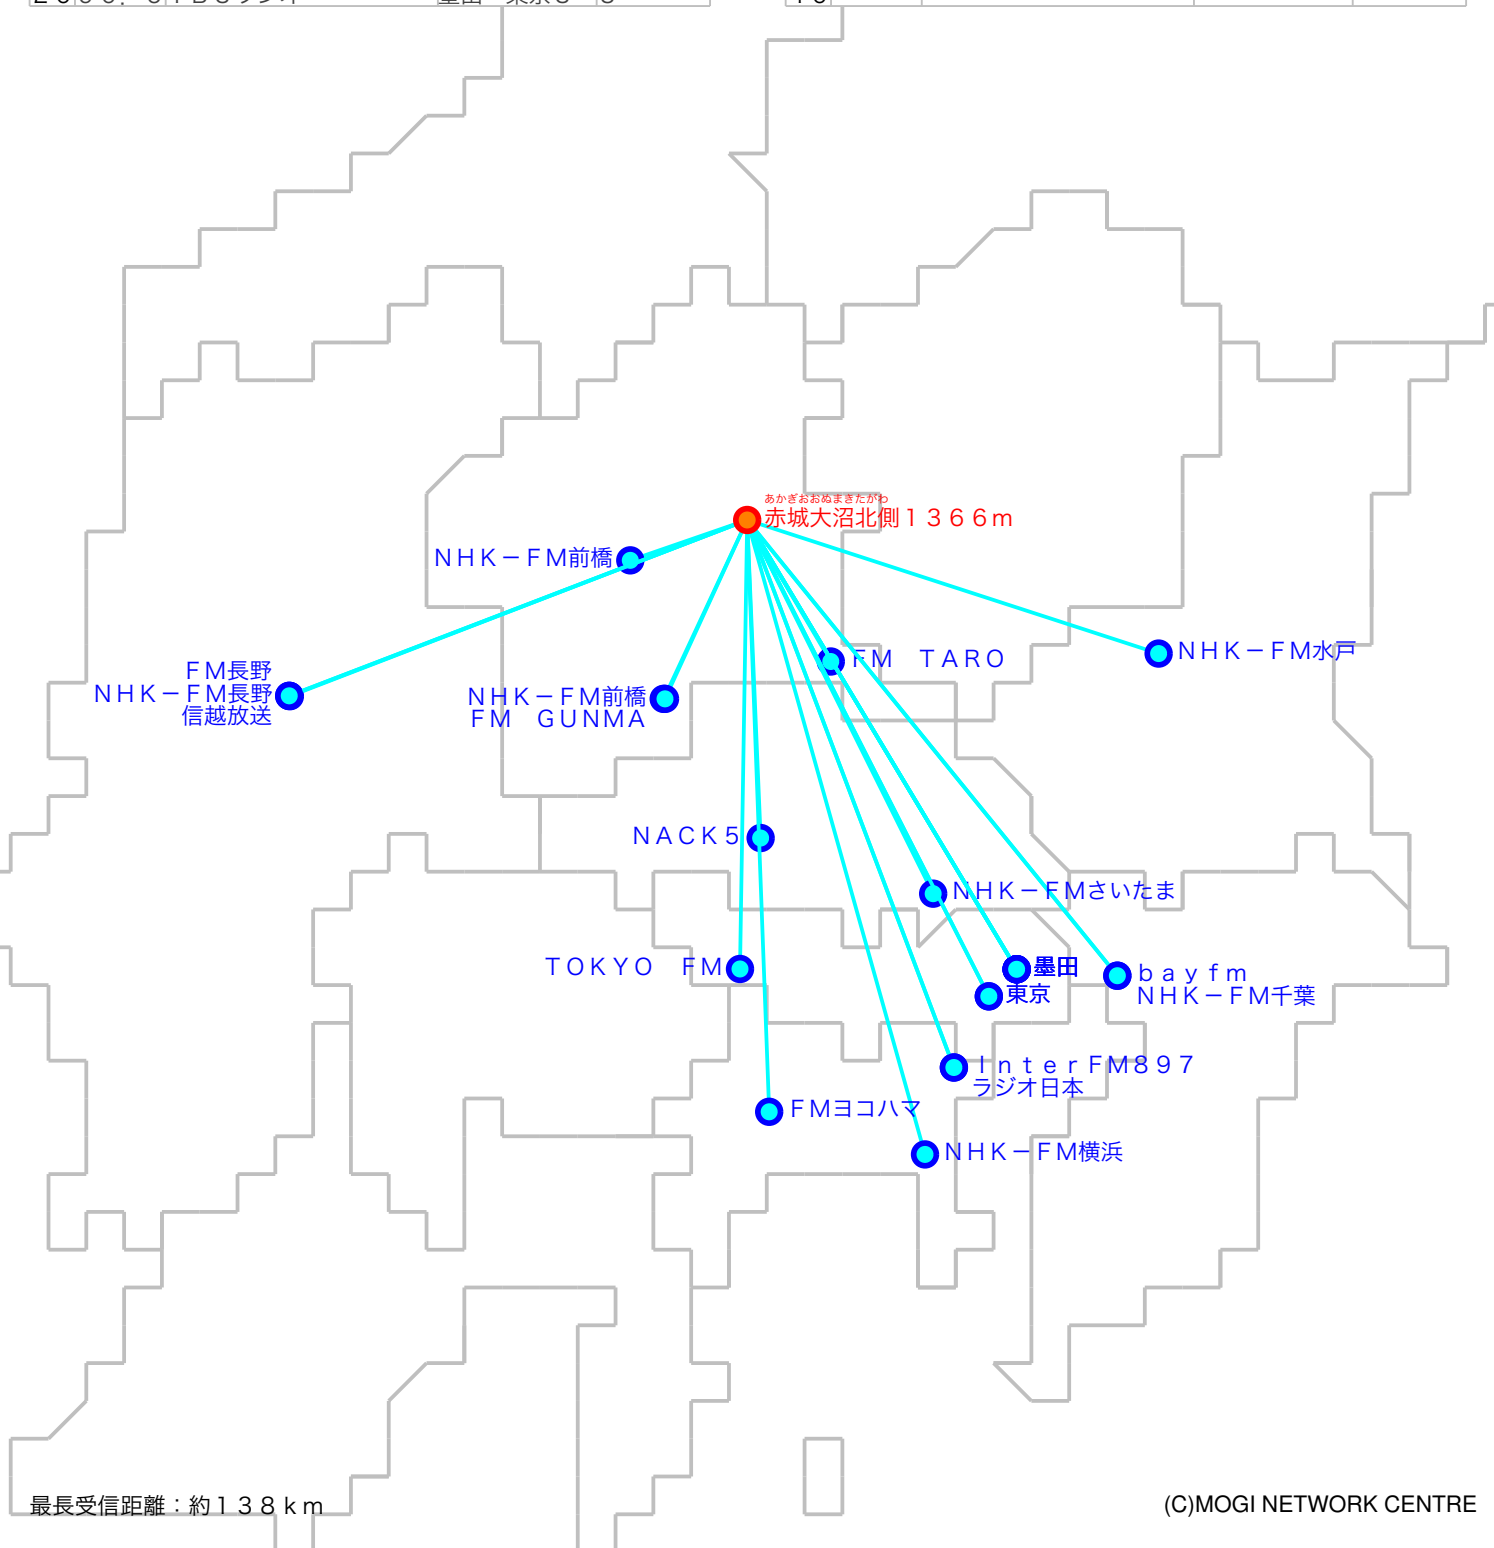 あかぎおおぬまきたがわ
赤城大沼北側１３６６ｍ
ＮＨＫ－ＦＭ前橋
ＦＭ　ＴＡＲＯ
ＮＨＫ－ＦＭ水戸
ＦＭ長野
ＮＨＫ－ＦＭ長野
信越放送
ＮＨＫ－ＦＭ前橋
ＦＭ　ＧＵＮＭＡ
ＮＡＣＫ５
ＮＨＫ－ＦＭさいたま
ＴＯＫＹＯ　ＦＭ
墨田
東京
ｂａｙｆｍ
ＮＨＫ－ＦＭ千葉
ＩｎｔｅｒＦＭ８９７
ラジオ日本
ＦＭヨコハマ
ＮＨＫ－ＦＭ横浜
最長受信距離：約１３８ｋｍ
(C)MOGI NETWORK CENTRE